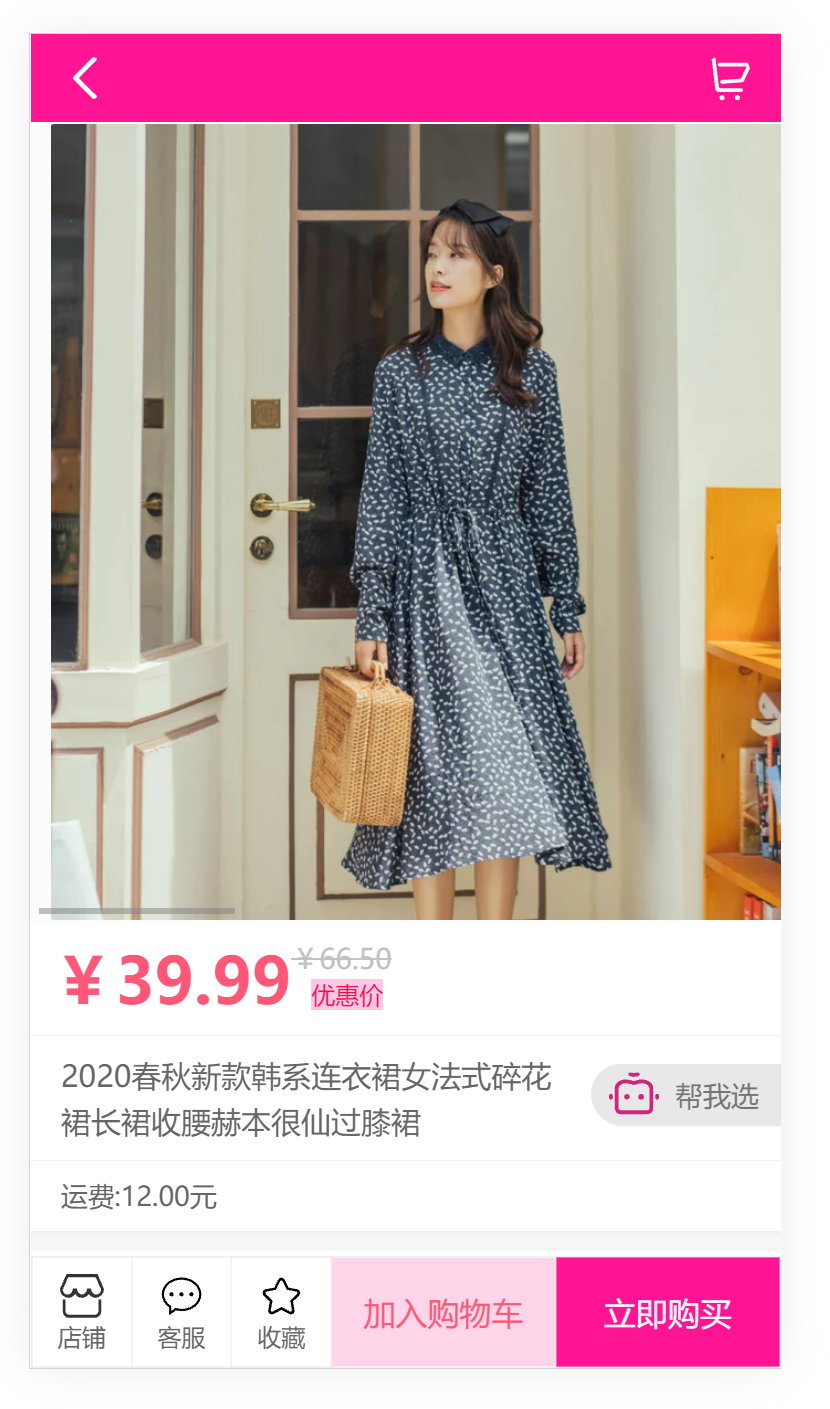 ¥ 39.99
¥ 66.50
优惠价
2020春秋新款韩系连衣裙女法式碎花
裙长裙收腰赫本很仙过膝裙
帮我选
运费:12.00元
店铺
客服
收藏
加入购物车
立即购买